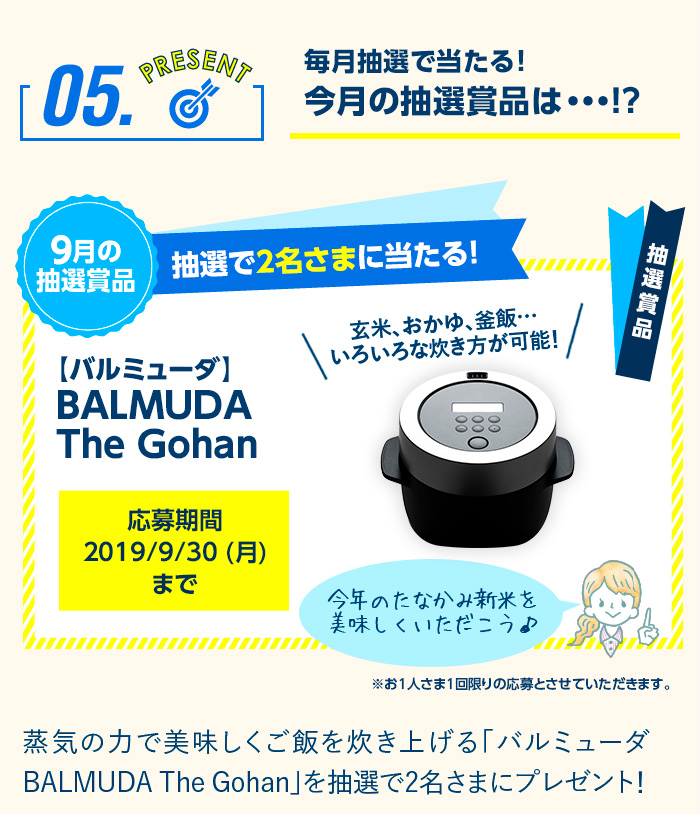 05.
PRESENT
毎月抽選で当たる!
今月の抽選賞品は・・・!?
9月の
抽選賞品
抽選で2名さまに当たる!
抽選賞品
玄米、おかゆ、釜飯…
いろいろな炊き方が可能!
【バルミューダ】
BALMUDA
The Gohan
応募期間
2019/9/30 (月)
まで
今年のたなかみ新米を
美味しくいただこう♪
※お1人さま1回限りの応募とさせていただきます。
蒸気の力で美味しくご飯を炊き上げる「バルミューダ
BALMUDA The Gohan」を抽選で2名さまにプレゼント!